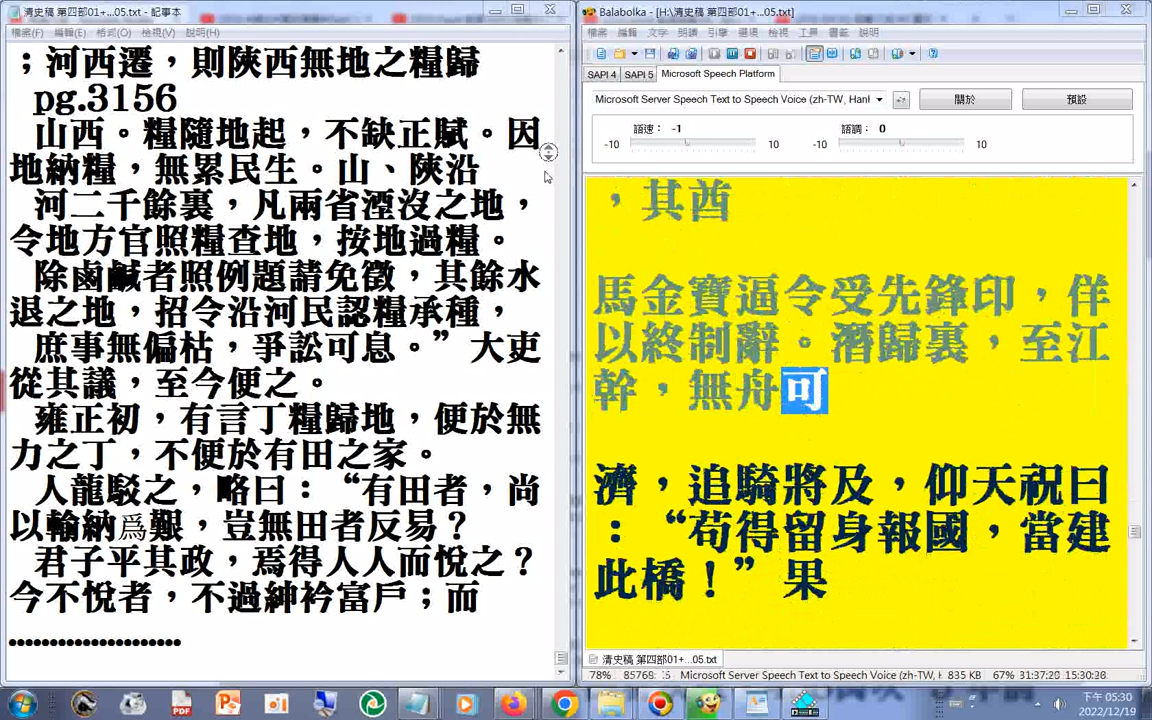 清史稿 第四部01+...05.txt - 記事本
檔案(F) 編輯(E) 格式(O) 檢視(V) 說明(H)
；河西遷，則陝西無地之糧歸
pg.3156
山西。糧隨地起，不缺正賦。因
地納糧，無累民生。山、陝沿
河二千餘裏，凡兩省湮沒之地，
令地方官照糧查地，按地過糧。
除鹵鹹者照例題請免徵，其餘水
退之地，招令沿河民認糧承種，
庶事無偏枯，爭訟可息。”大吏
從其議，至今便之。
雍正初，有言丁糧歸地，便於無
力之丁，不便於有田之家。
人龍駁之，略曰：“有田者，尚
以輸納爲艱，豈無田者反易？
君子平其政，焉得人人而悅之？
今不悅者，不過紳衿富戶；而
.....................
Balabolka - [H:\清史稿 第四部01+...05.txt]
檔案 編輯 文字 朗讀 引擎 選項 檢視 工具 書籤 說明
SAPI 4 SAPI 5 Microsoft Speech Platform
Microsoft Server Speech Text to Speech Voice (zh-TW, Hanl
關於 預設
語速： -1 語調： 0
-10 10 -10 10
，其酋
馬金寶逼令受先鋒印，佯
以終制辭。潛歸裏，至江
幹，無舟可
濟，追騎將及，仰天祝曰
：“苟得留身報國，當建
此橋！”果
清史稿 第四部01+...05.txt
78% Microsoft Server Speech Text to Speech Voice (zh-TW, H 835 KB 67% 31:37:20 15:30:38
下午 05:30
2022/12/19